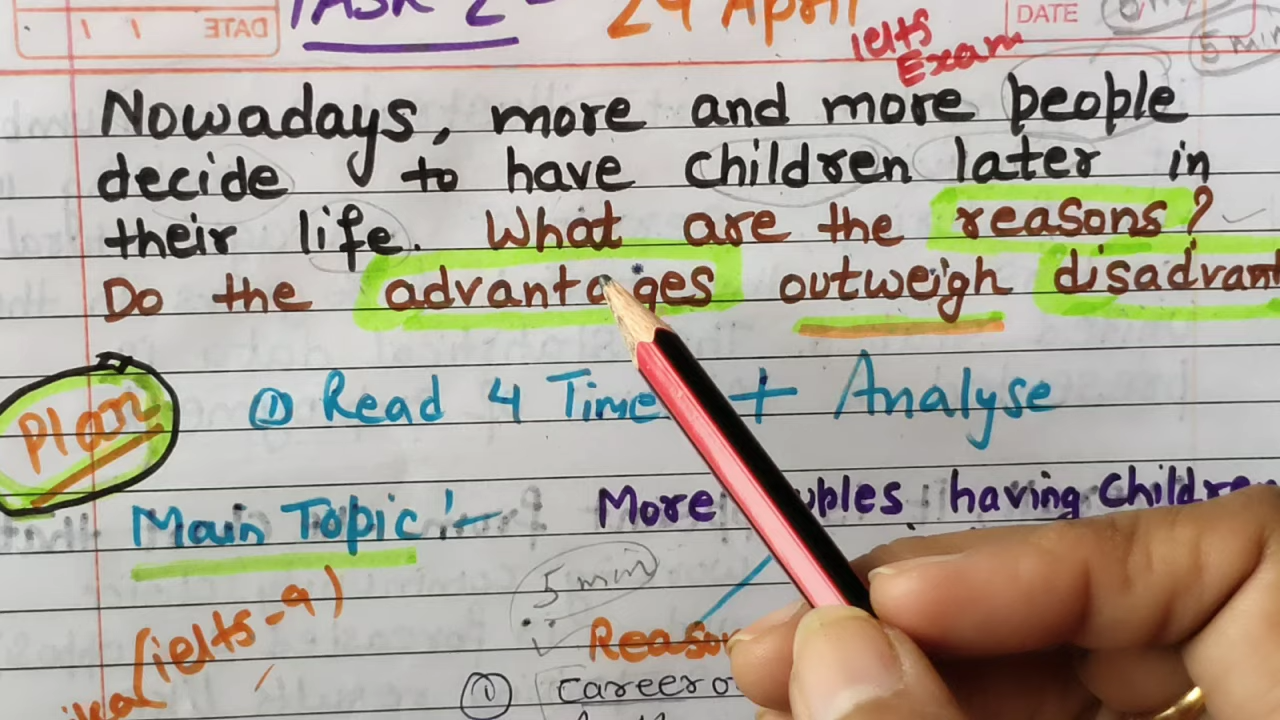 TASK 2 24 April
DATE
DATE
ielts
Exam
5 min
Nowadays, more and more people
decide to have children later in
their life. What are the reasons?
Do the advantages outweigh disadvant
Plan
① Read 4 Time + Analyse
Main Topic :- More having Childre
5 min
(ielts-9)
Reaso
① Career o